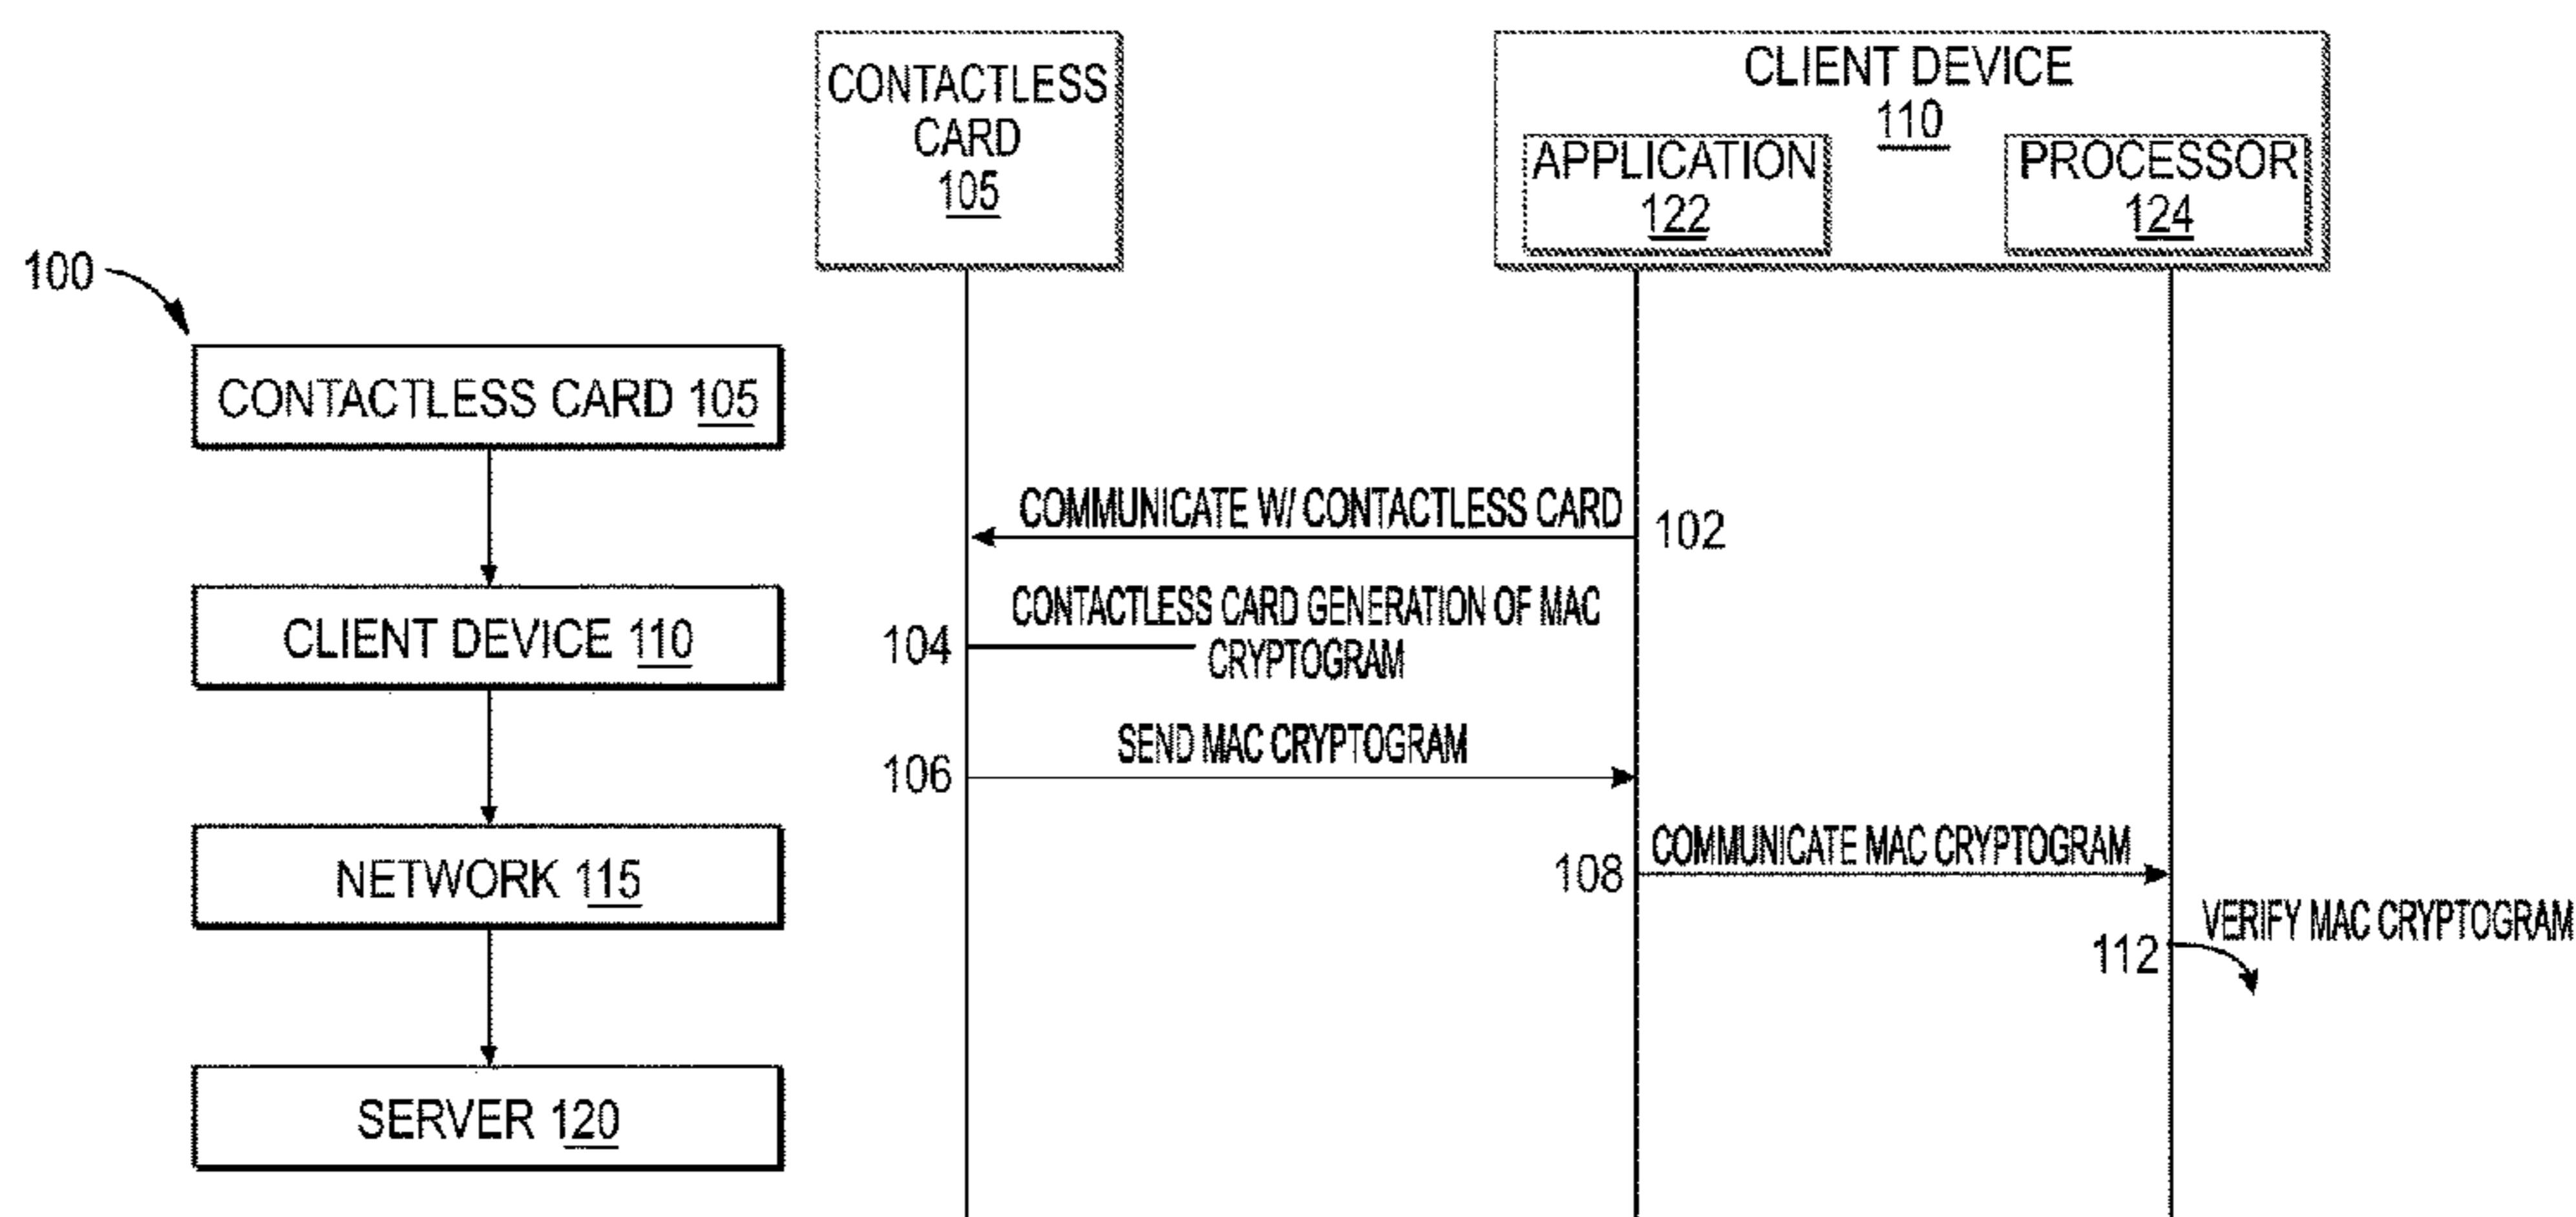 100
CONTACTLESS CARD 105
CLIENT DEVICE 110
NETWORK 115
SERVER 120
CONTACTLESS
CARD
105
CLIENT DEVICE
110
APPLICATION
122
PROCESSOR
124
COMMUNICATE W/ CONTACTLESS CARD
102
CONTACTLESS CARD GENERATION OF MAC
104
CRYPTOGRAM
SEND MAC CRYPTOGRAM
106
COMMUNICATE MAC CRYPTOGRAM
108
VERIFY MAC CRYPTOGRAM
112